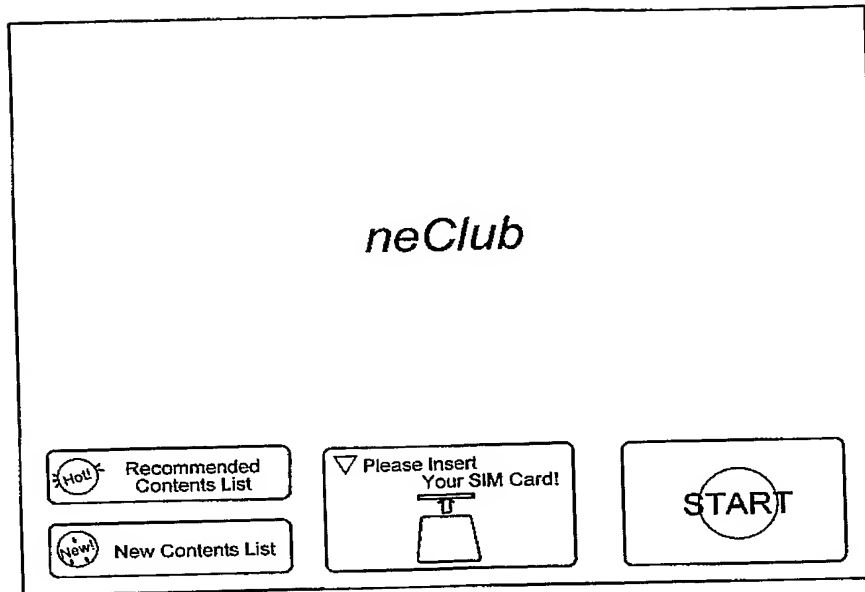 neClub
Hot!
Recommended
Contents List
New!
New Contents List
Please Insert
Your SIM Card!
START